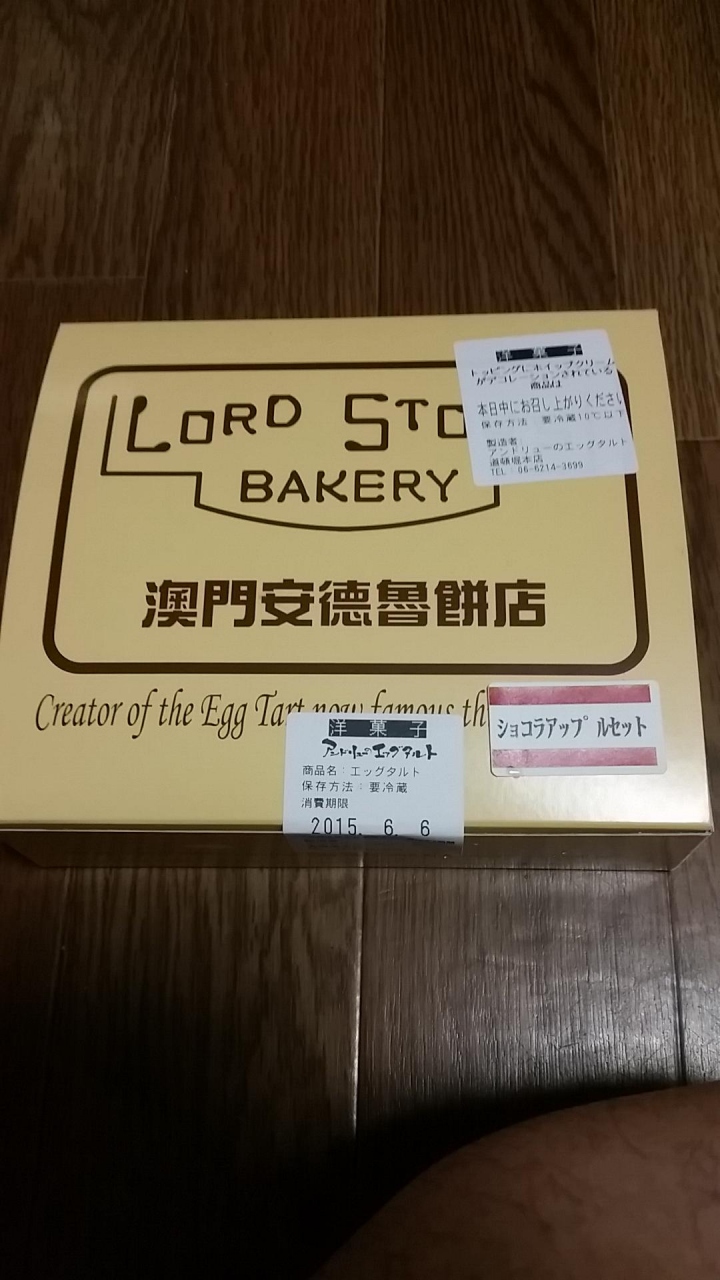 LORD STO
BAKERY
澳門安德魯餅店
Creator of the Egg Tart now famous th
洋菓子
トッピングにホイップクリーム
がデコレーションされている
商品は
本日中にお召し上がりください
保存方法 要冷蔵10℃以下
製造者
アンドリューのエッグタルト
道頓堀本店
TEL:06-6214-3699
ショコラアップルセット
洋菓子
アンドリューのエッグタルト
商品名:エッグタルト
保存方法:要冷蔵
消費期限
2015. 6. 6